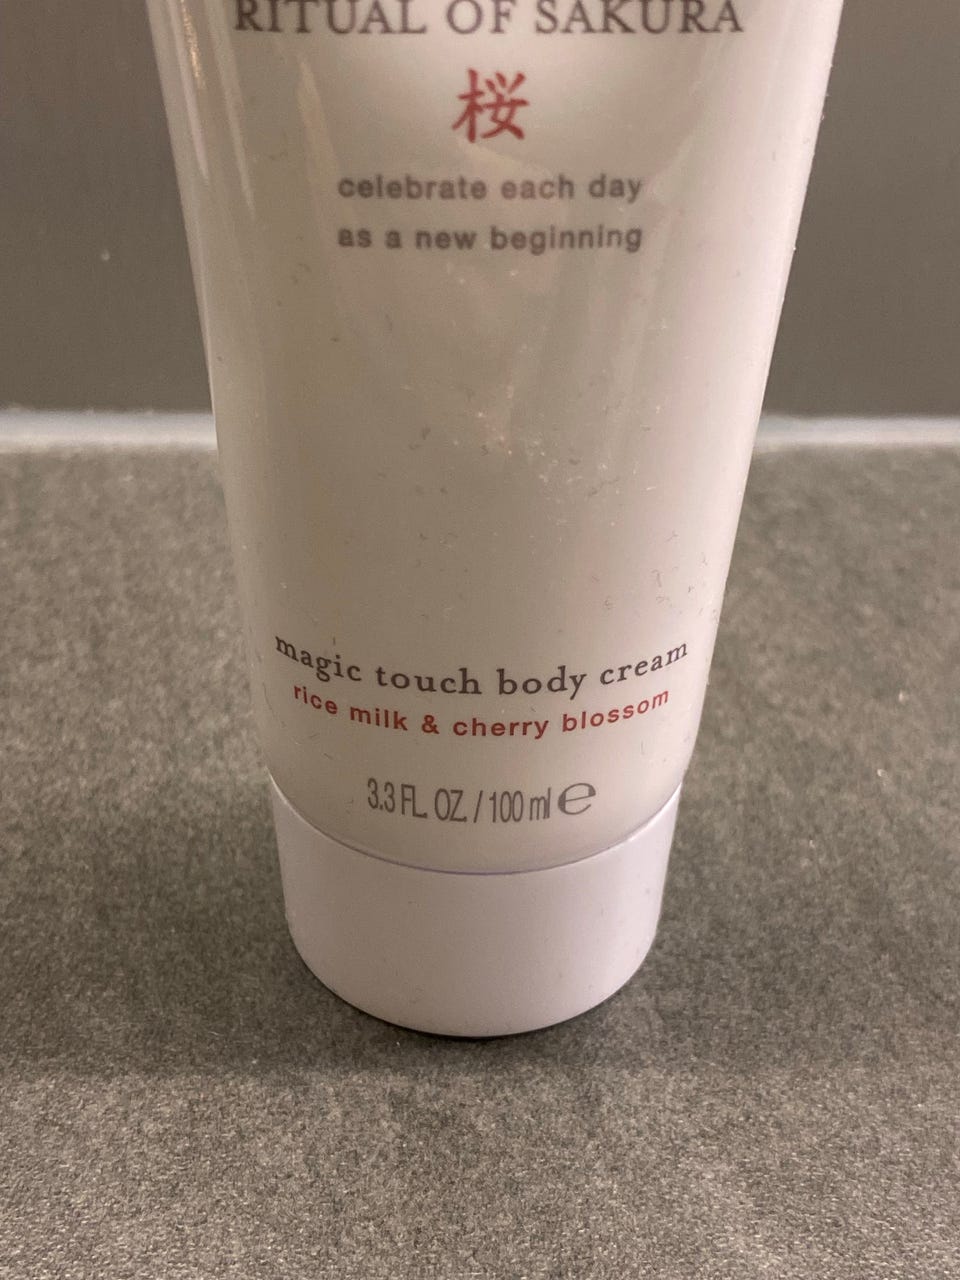 RITUAL OF SAKURA
桜
celebrate each day
as a new beginning
magic touch body cream
rice milk & cherry blossom
3.3 FL. OZ. / 100 ml ℮